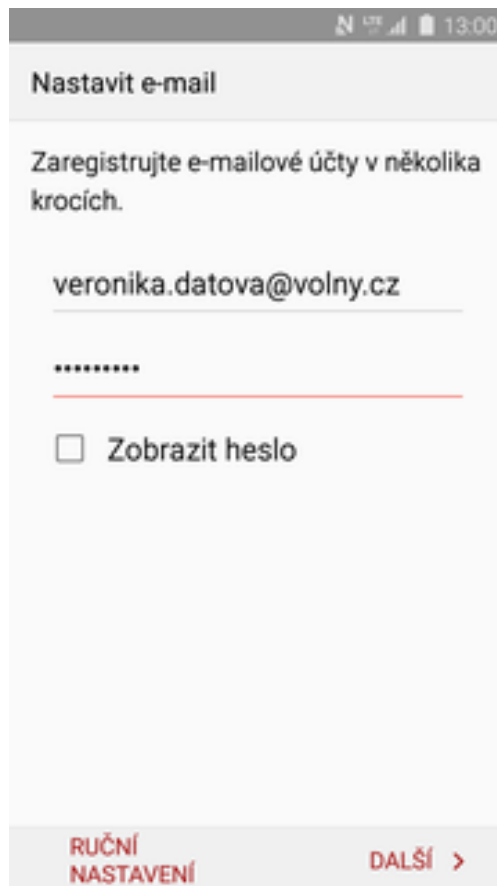 13:00
Nastavit e-mail
Zaregistrujte e-mailové účty v několika
krocích.
veronika.datova@volny.cz
•••••••••
Zobrazit heslo
RUČNÍ
NASTAVENÍ
DALŠÍ >